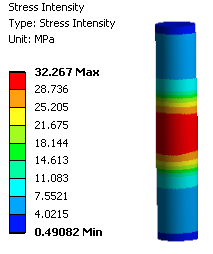 Stress Intensity
Type: Stress Intensity
Unit: MPa
32.267 Max
28.736
25.205
21.675
18.144
14.613
11.083
7.5521
4.0215
0.49082 Min